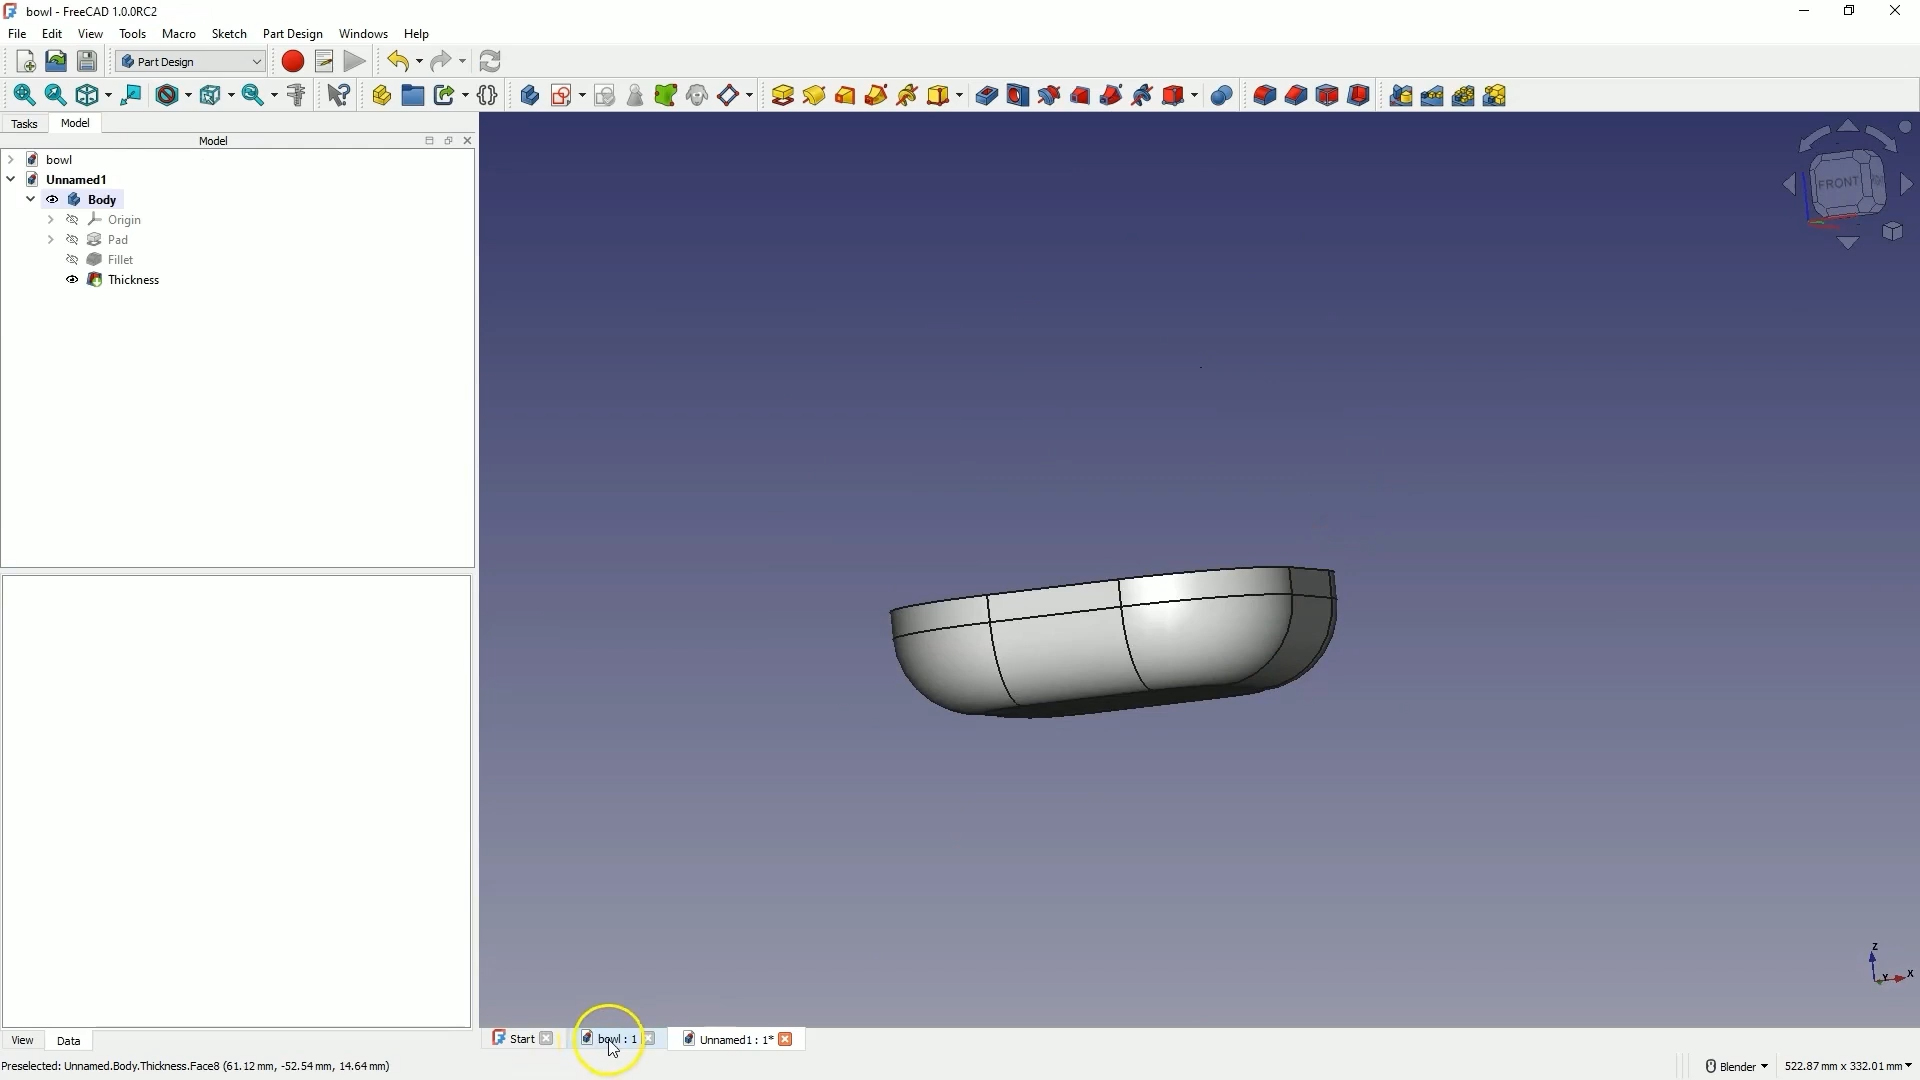 bowl - FreeCAD 1.0.0RC2
File Edit View Tools Macro Sketch Part Design Windows Help
Part Design
Tasks Model
Model
bowl
Unnamed1
Body
Origin
Pad
Fillet
Thickness
FRONT
Z
Y X
View Data
Start bowl : 1 Unnamed1 : 1*
Preselected: Unnamed.Body.Thickness.Face8 (61.12 mm, -52.54 mm, 14.64 mm) Blender 522.87 mm x 332.01 mm